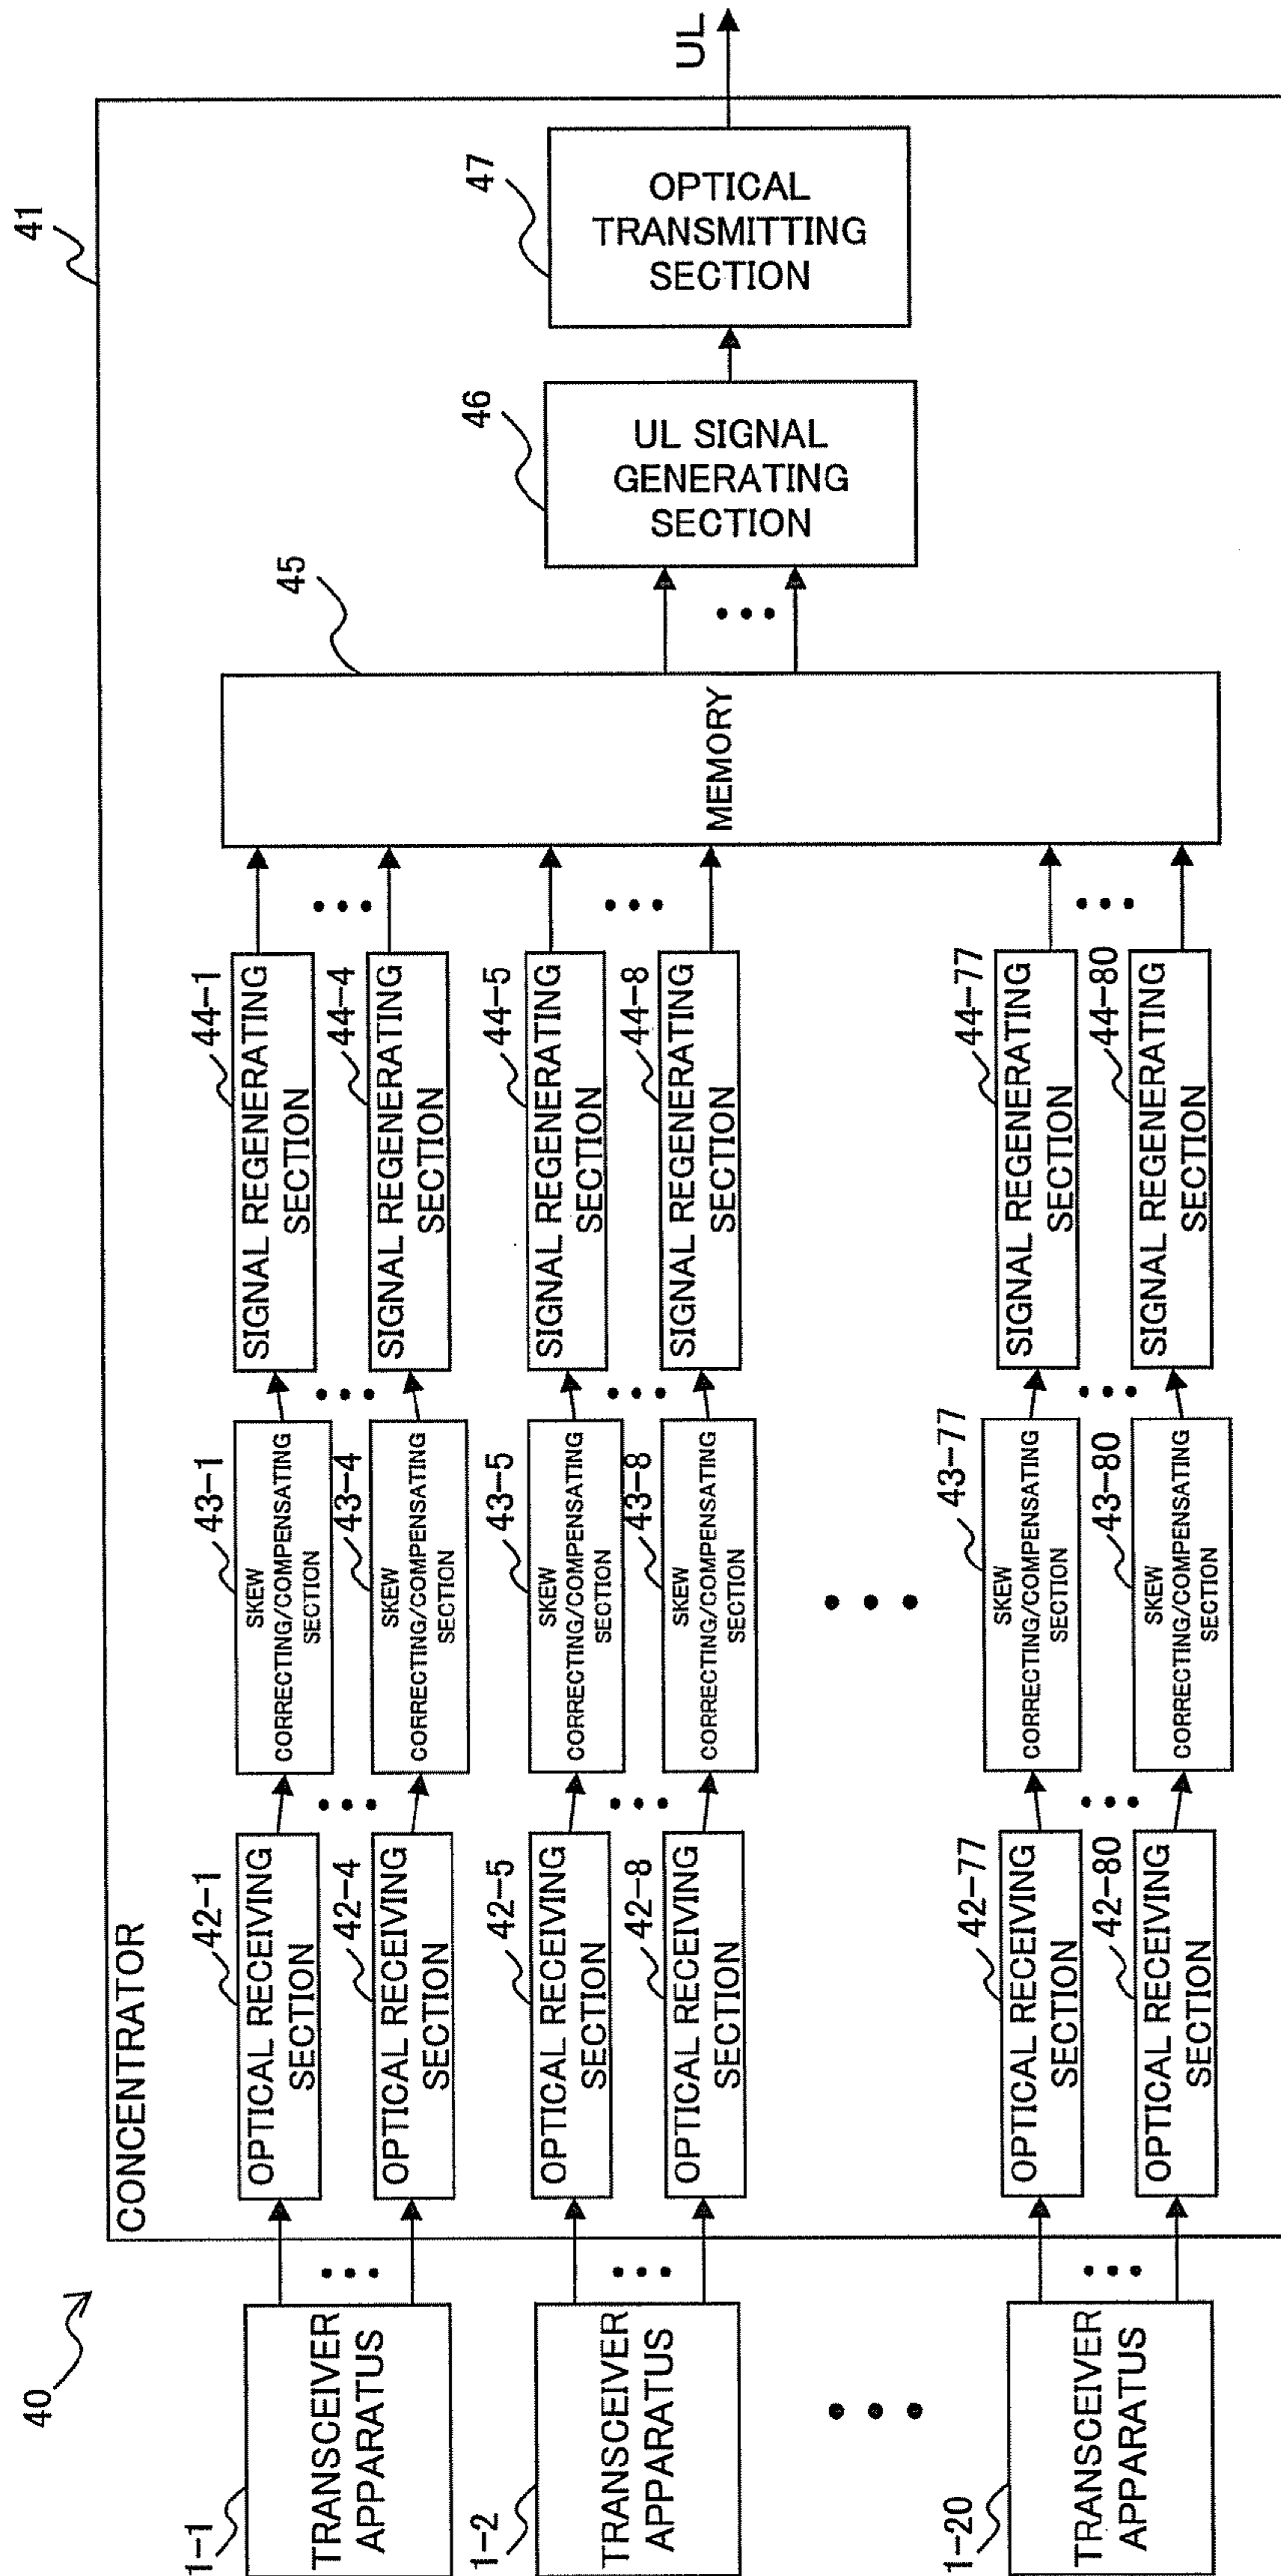 40
CONCENTRATOR
41
1-1
TRANSCEIVER
APPARATUS
1-2
TRANSCEIVER
APPARATUS
1-20
TRANSCEIVER
APPARATUS
42-1
OPTICAL RECEIVING
SECTION
42-4
OPTICAL RECEIVING
SECTION
42-5
OPTICAL RECEIVING
SECTION
42-8
OPTICAL RECEIVING
SECTION
42-77
OPTICAL RECEIVING
SECTION
42-80
OPTICAL RECEIVING
SECTION
43-1
SKEW
CORRECTING/COMPENSATING
SECTION
43-4
SKEW
CORRECTING/COMPENSATING
SECTION
43-5
SKEW
CORRECTING/COMPENSATING
SECTION
43-8
SKEW
CORRECTING/COMPENSATING
SECTION
43-77
SKEW
CORRECTING/COMPENSATING
SECTION
43-80
SKEW
CORRECTING/COMPENSATING
SECTION
44-1
SIGNAL REGENERATING
SECTION
44-4
SIGNAL REGENERATING
SECTION
44-5
SIGNAL REGENERATING
SECTION
44-8
SIGNAL REGENERATING
SECTION
44-77
SIGNAL REGENERATING
SECTION
44-80
SIGNAL REGENERATING
SECTION
45
MEMORY
46
UL SIGNAL
GENERATING
SECTION
47
OPTICAL
TRANSMITTING
SECTION
UL